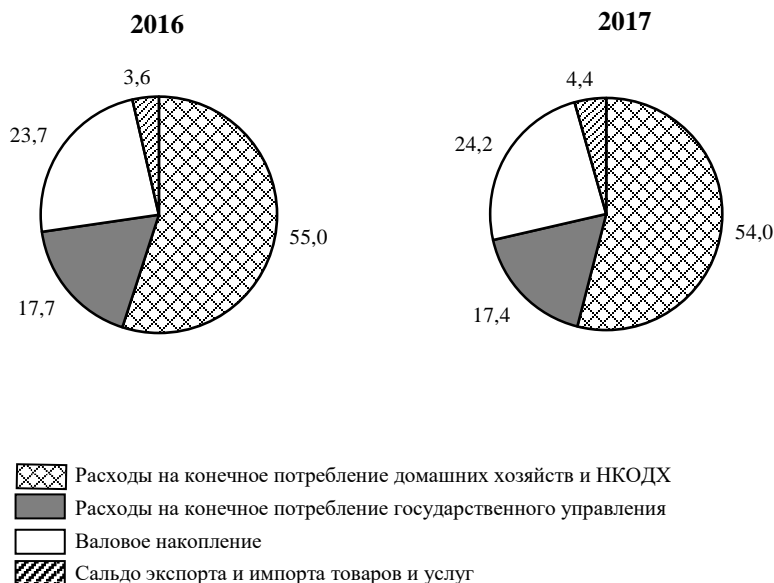 2016
2017
3,6
4,4
23,7
24,2
55,0
54,0
17,7
17,4
Расходы на конечное потребление домашних хозяйств и НКОДХ
Расходы на конечное потребление государственного управления
Валовое накопление
Сальдо экспорта и импорта товаров и услуг